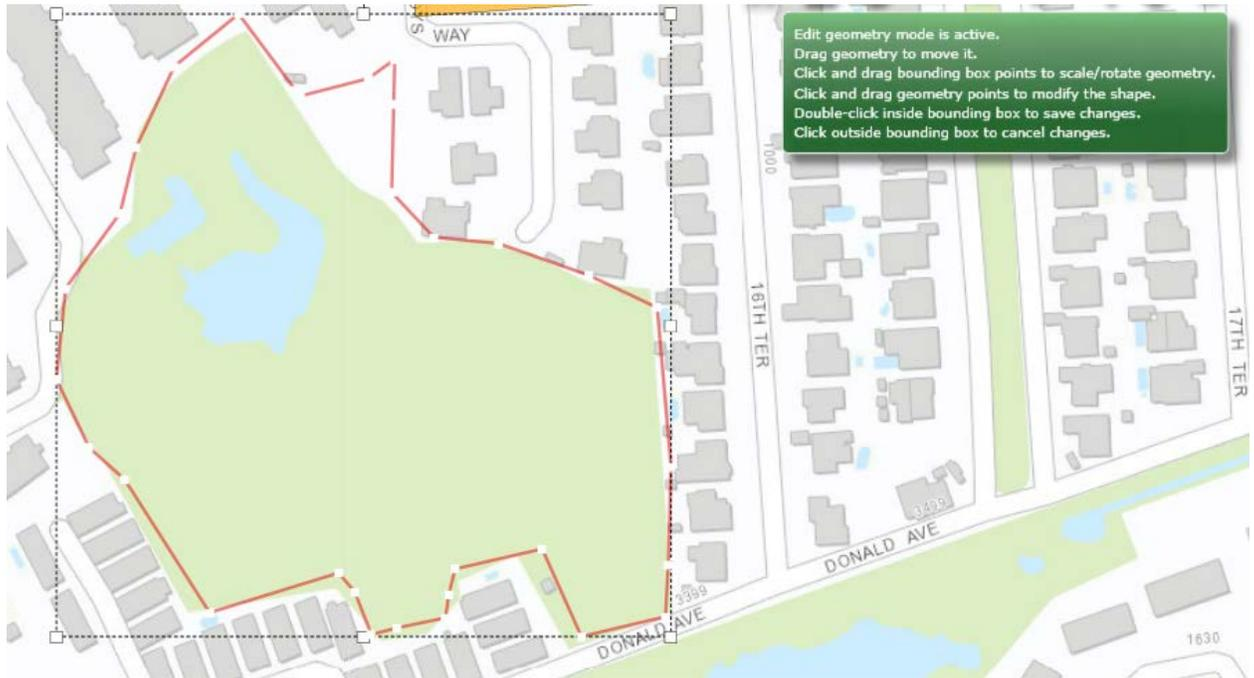 S WAY
Edit geometry mode is active.
Drag geometry to move it.
Click and drag bounding box points to scale/rotate geometry.
Click and drag geometry points to modify the shape.
Double-click inside bounding box to save changes.
Click outside bounding box to cancel changes.
1000
16TH TER
17TH TER
3499
DONALD AVE
3399
DONALD AVE
1630